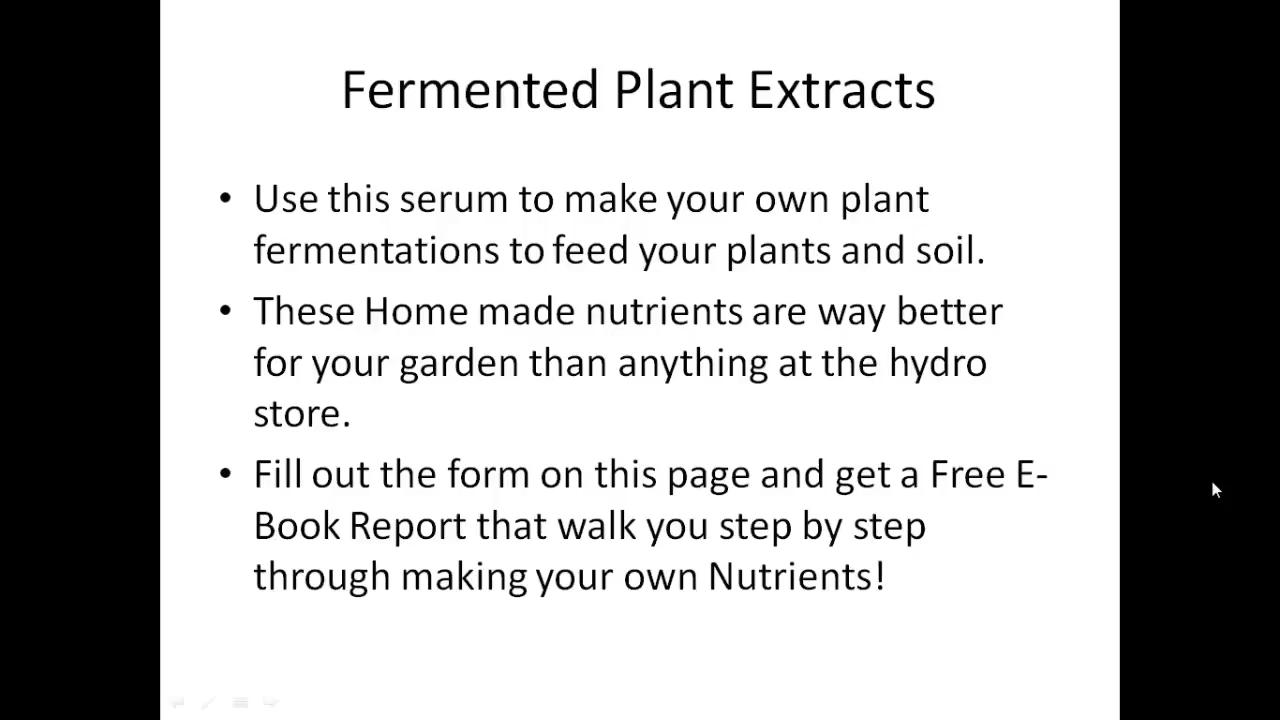 Fermented Plant Extracts
• Use this serum to make your own plant
fermentations to feed your plants and soil.
• These Home made nutrients are way better
for your garden than anything at the hydro
store.
• Fill out the form on this page and get a Free E-
Book Report that walk you step by step
through making your own Nutrients!